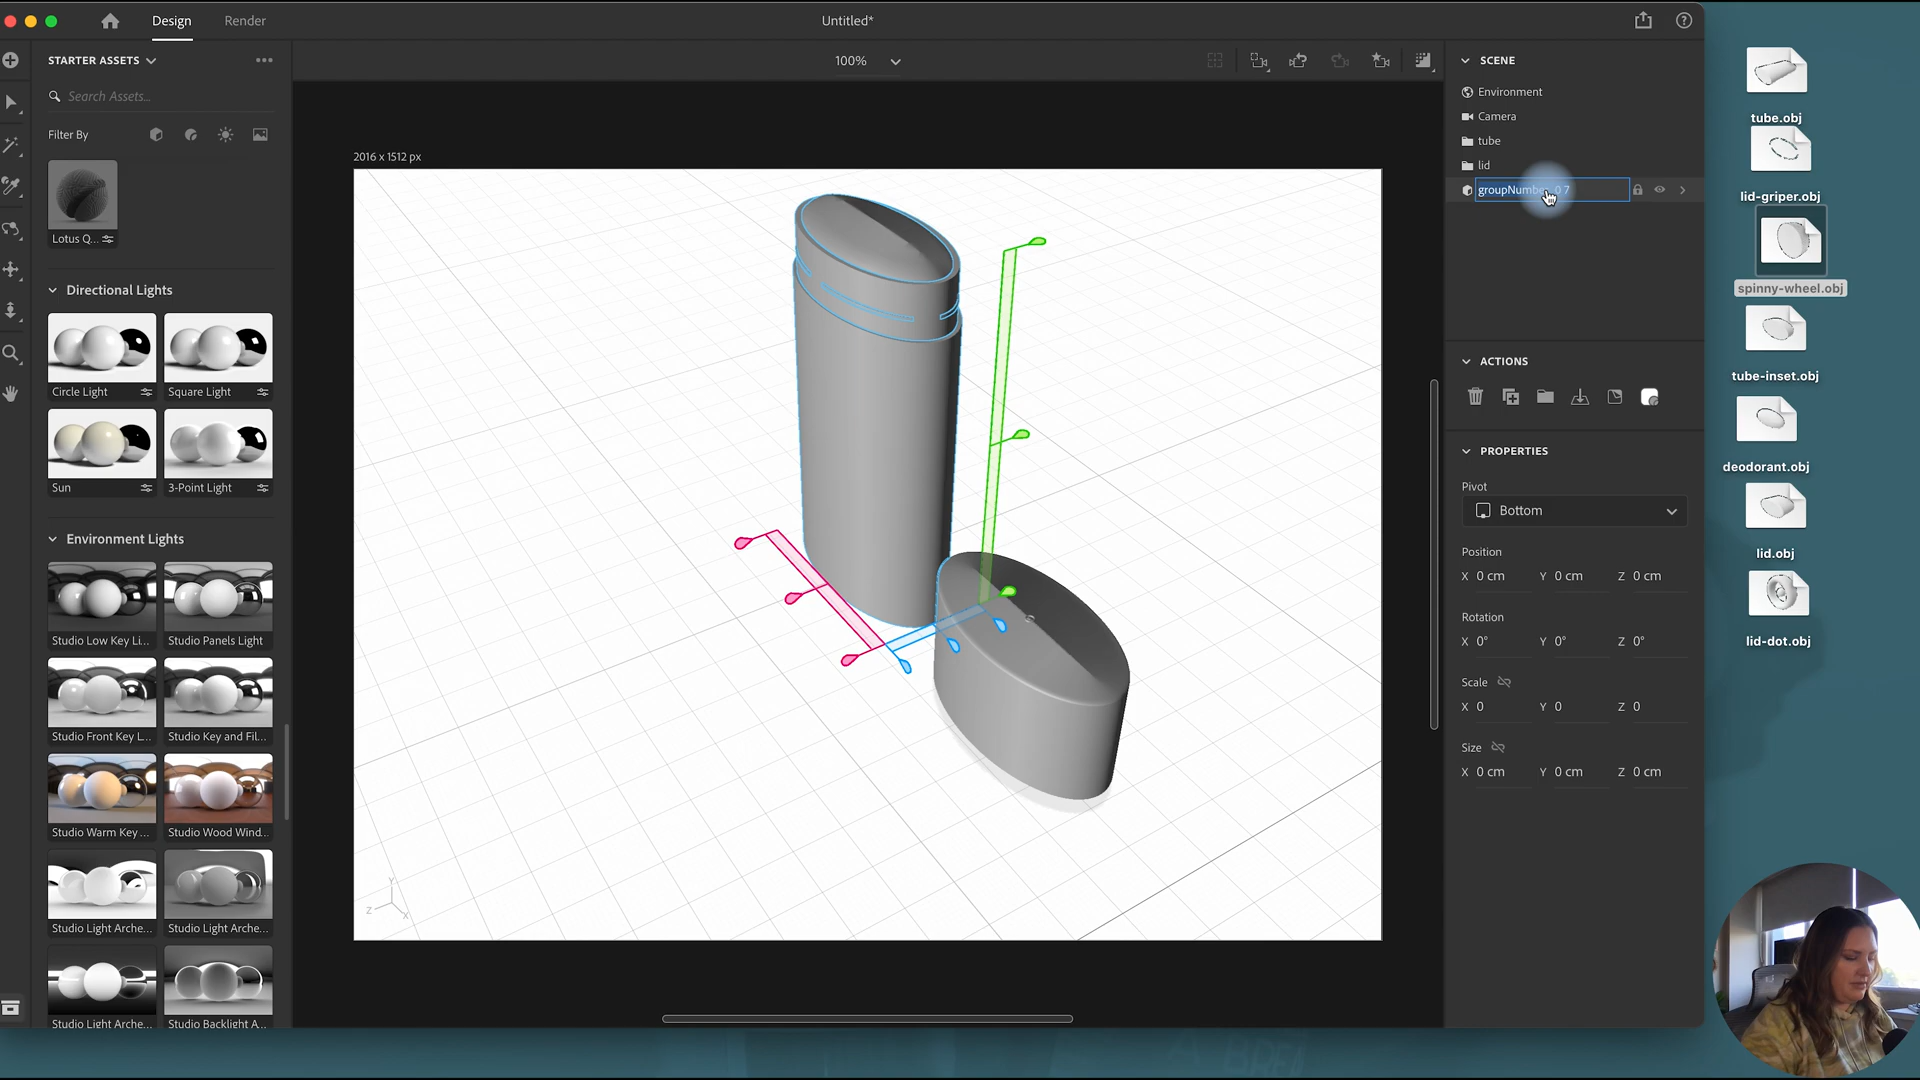 Design
Render
Untitled*
STARTER ASSETS
Search Assets...
Filter By
Lotus Q...
Directional Lights
Circle Light
Square Light
Sun
3-Point Light
Environment Lights
Studio Low Key Li...
Studio Panels Light
Studio Front Key L...
Studio Key and Fil...
Studio Warm Key ...
Studio Wood Wind...
Studio Light Arche...
Studio Light Arche...
Studio Light Arche...
Studio Backlight A...
100%
2016 x 1512 px
Y
Z
X
SCENE
Environment
Camera
tube
lid
ACTIONS
PROPERTIES
Pivot
Bottom
Position
X 0 cm Y 0 cm Z 0 cm
Rotation
X 0° Y 0° Z 0°
Scale
X 0 Y 0 Z 0
Size
X 0 cm Y 0 cm Z 0 cm
tube.obj
lid-griper.obj
spinny-wheel.obj
tube-inset.obj
deodorant.obj
lid.obj
lid-dot.obj